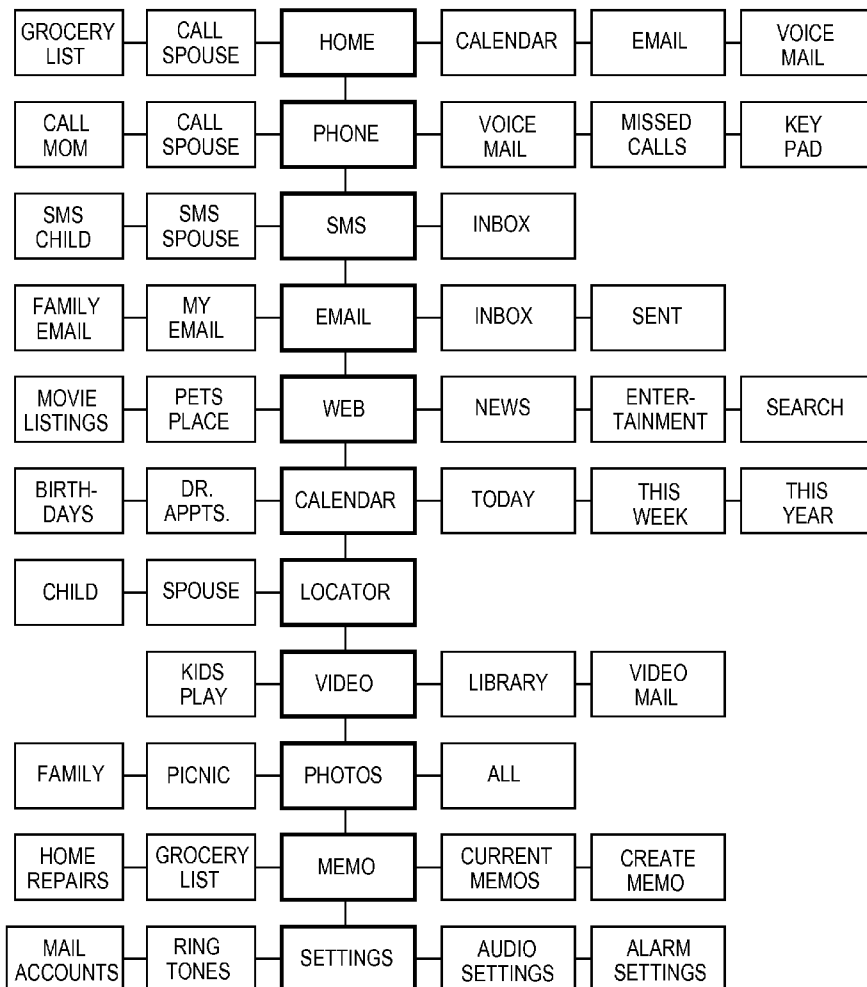 GROCERY
LIST
CALL
SPOUSE
HOME
CALENDAR
EMAIL
VOICE
MAIL
CALL
MOM
CALL
SPOUSE
PHONE
VOICE
MAIL
MISSED
CALLS
KEY
PAD
SMS
CHILD
SMS
SPOUSE
SMS
INBOX
FAMILY
EMAIL
MY
EMAIL
EMAIL
INBOX
SENT
MOVIE
LISTINGS
PETS
PLACE
WEB
NEWS
ENTER-
TAINMENT
SEARCH
BIRTH-
DAYS
DR.
APPTS.
CALENDAR
TODAY
THIS
WEEK
THIS
YEAR
CHILD
SPOUSE
LOCATOR
KIDS
PLAY
VIDEO
LIBRARY
VIDEO
MAIL
FAMILY
PICNIC
PHOTOS
ALL
HOME
REPAIRS
GROCERY
LIST
MEMO
CURRENT
MEMOS
CREATE
MEMO
MAIL
ACCOUNTS
RING
TONES
SETTINGS
AUDIO
SETTINGS
ALARM
SETTINGS